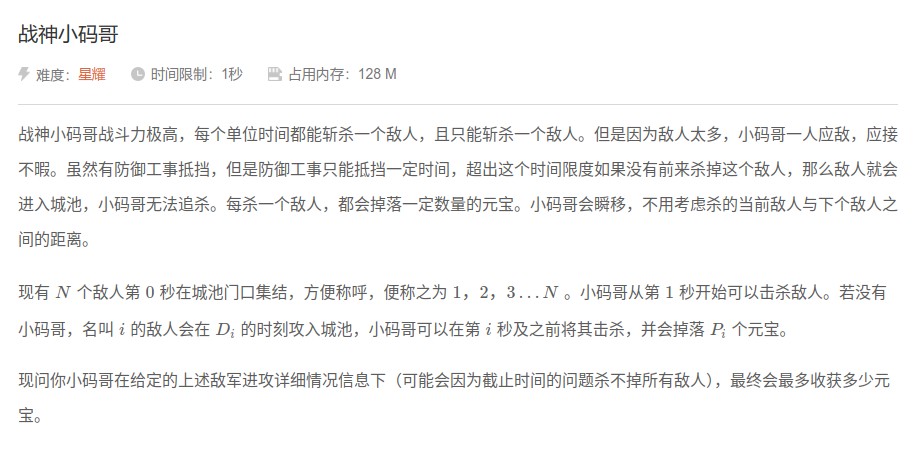 战神小码哥
难度：星耀 时间限制：1秒 占用内存：128 M
战神小码哥战斗力极高，每个单位时间都能斩杀一个敌人，且只能斩杀一个敌人。但是因为敌人太多，小码哥一人应敌，应接
不暇。虽然有防御工事抵挡，但是防御工事只能抵挡一定时间，超出这个时间限度如果没有前来杀掉这个敌人，那么敌人就会
进入城池，小码哥无法追杀。每杀一个敌人，都会掉落一定数量的元宝。小码哥会瞬移，不用考虑杀的当前敌人与下个敌人之
间的距离。
现有 N 个敌人第 0 秒在城池门口集结，方便称呼，便称之为 1，2，3…N 。小码哥从第 1 秒开始可以击杀敌人。若没有
小码哥，名叫 i 的敌人会在 D_i 的时刻攻入城池，小码哥可以在第 i 秒及之前将其击杀，并会掉落 P_i 个元宝。
现问你小码哥在给定的上述敌军进攻详细情况信息下（可能会因为截止时间的问题杀不掉所有敌人），最终会最多收获多少元
宝。